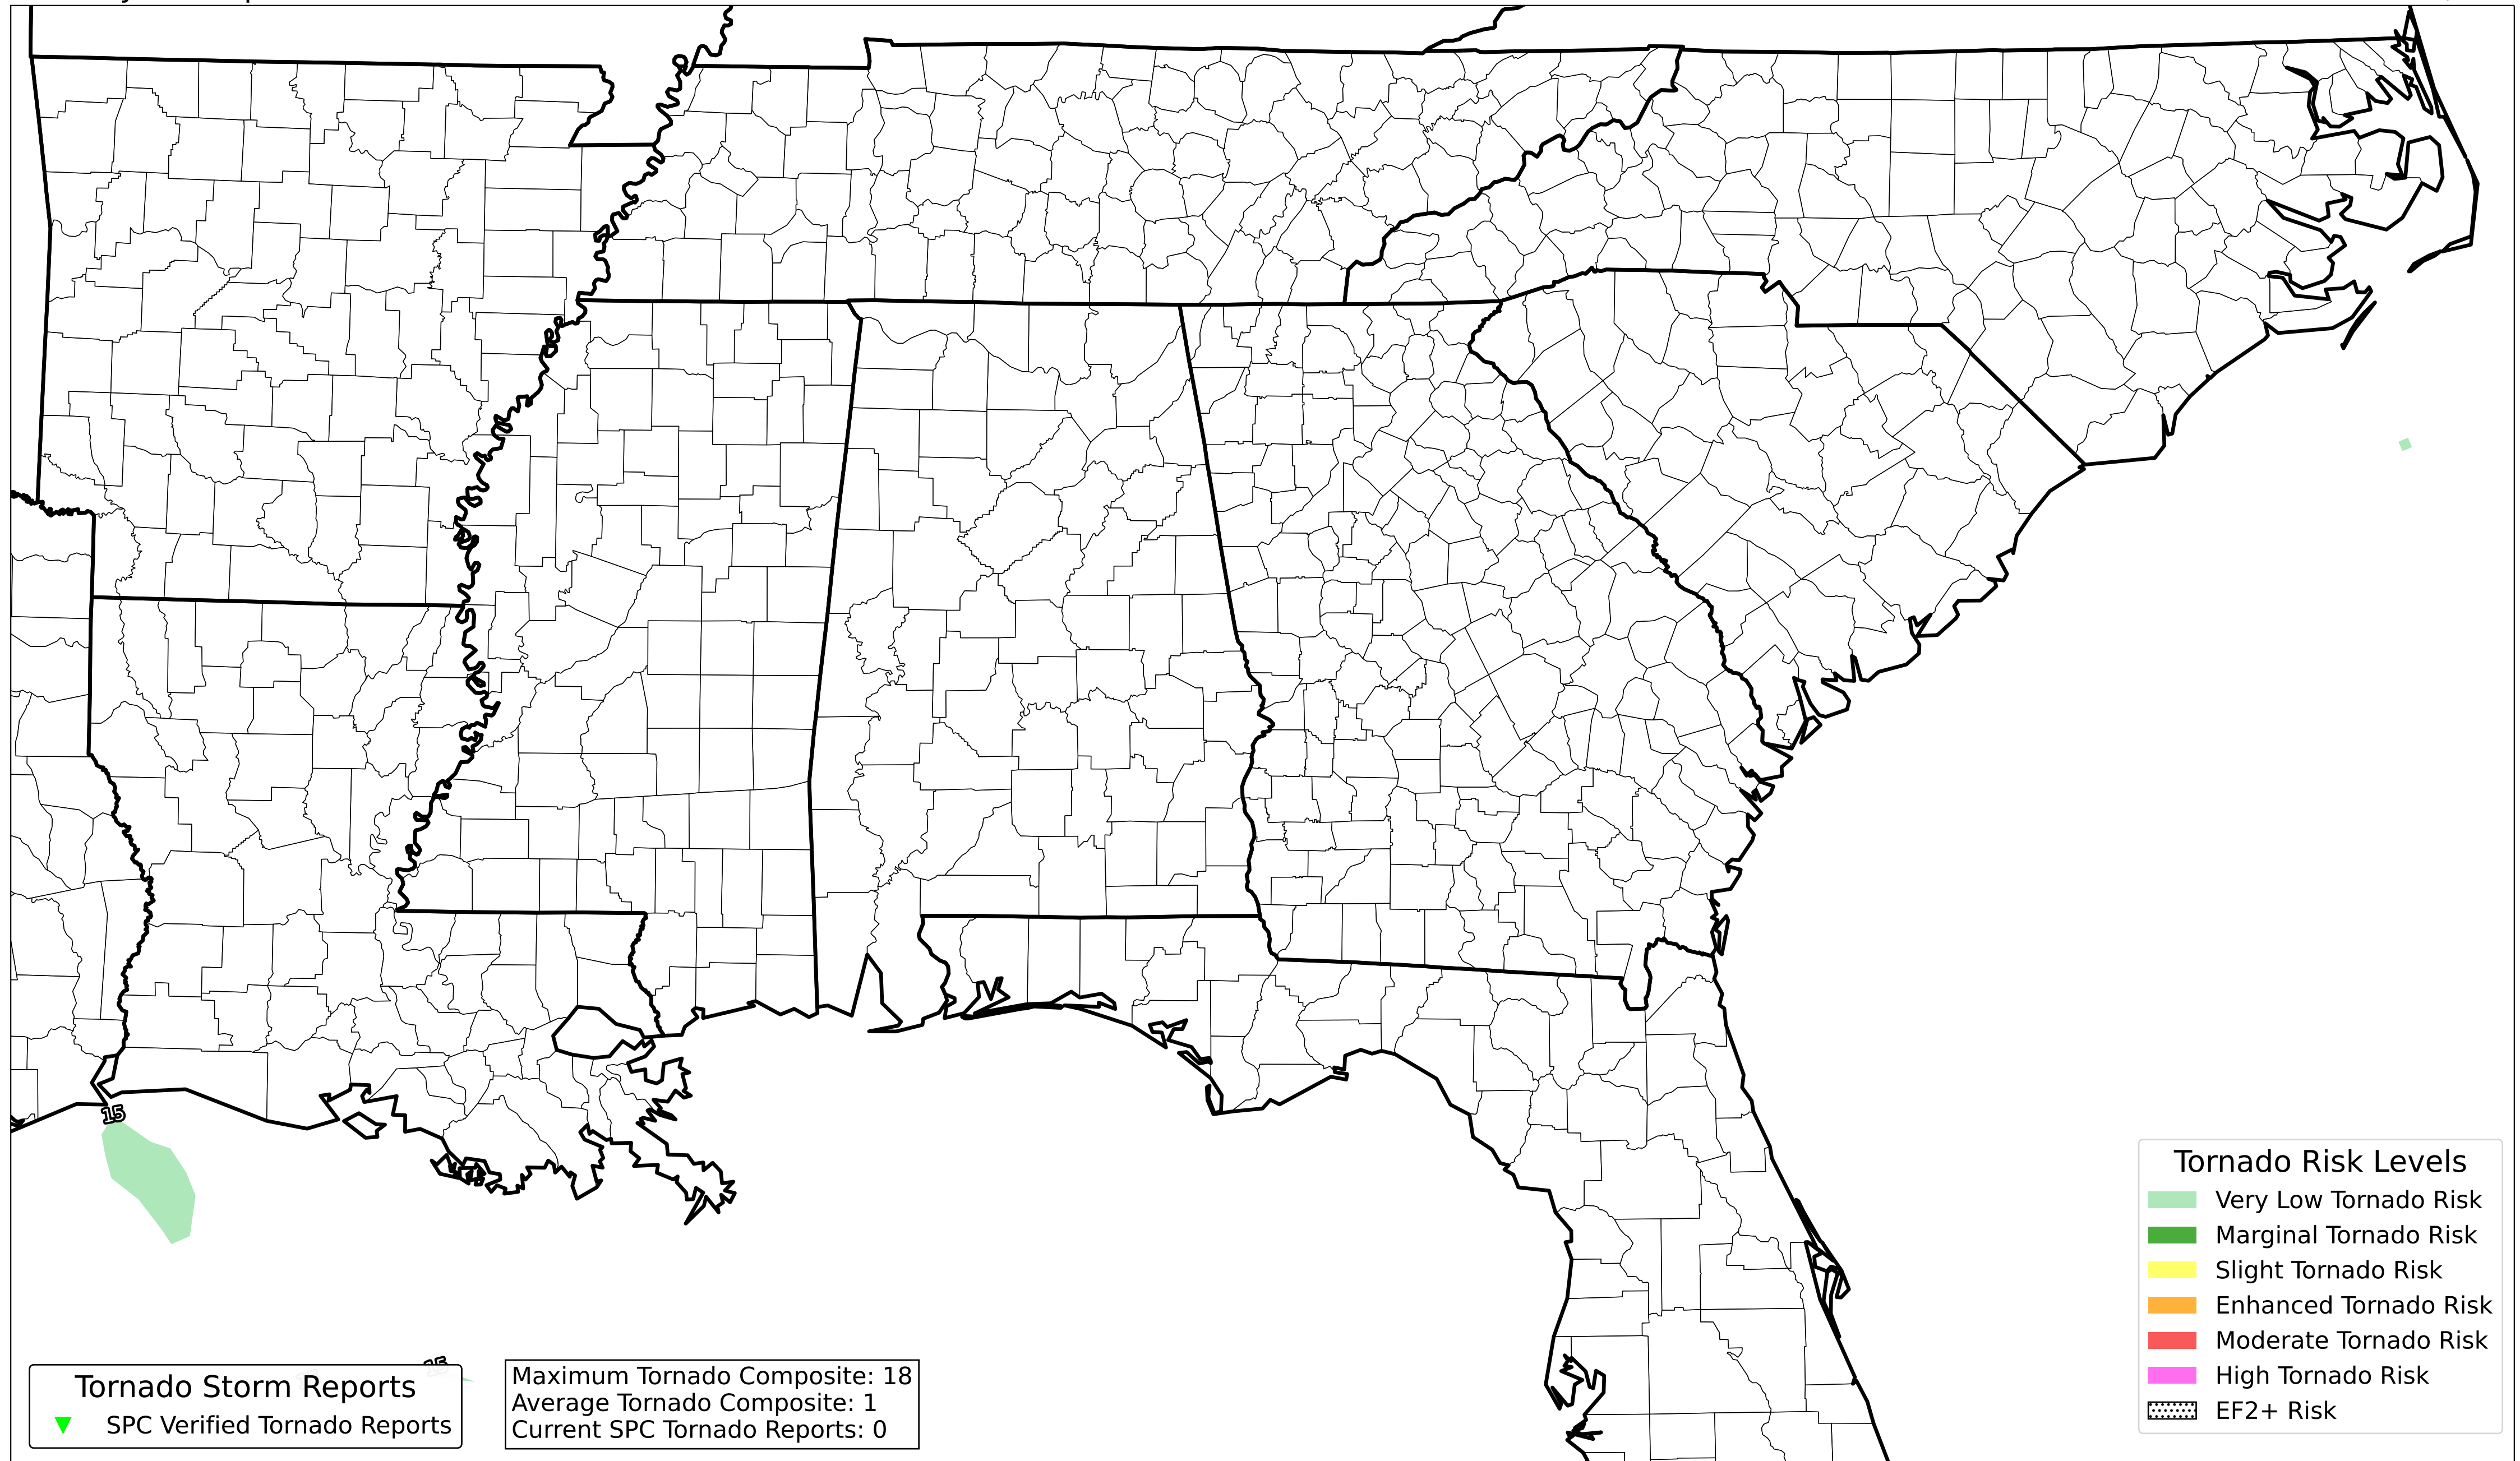 15
Tornado Risk Levels
Very Low Tornado Risk
Marginal Tornado Risk
Slight Tornado Risk
Enhanced Tornado Risk
Moderate Tornado Risk
High Tornado Risk
EF2+ Risk
Tornado Storm Reports
SPC Verified Tornado Reports
Maximum Tornado Composite: 18
Average Tornado Composite: 1
Current SPC Tornado Reports: 0